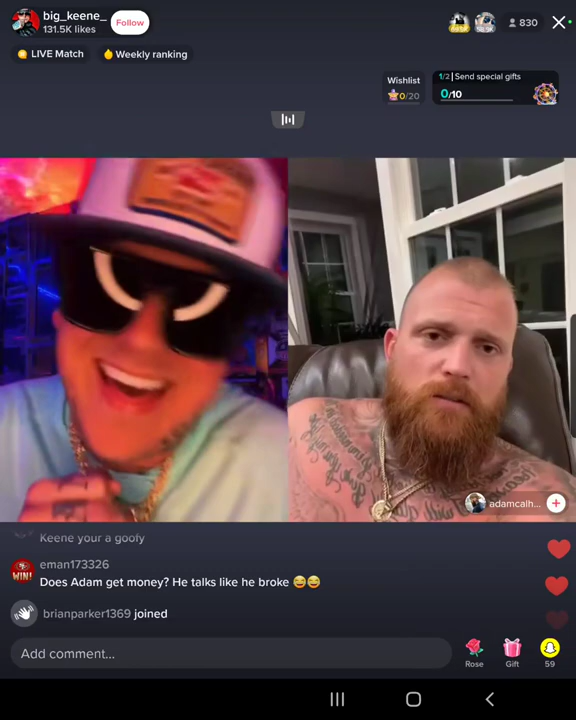 big_keene_
131.5K likes
Follow
830
LIVE Match
Weekly ranking
Wishlist
0/20
1/2 | Send special gifts
0/10
adamcalh...
Keene your a goofy
eman173326
WIN!
Does Adam get money? He talks like he broke 😂😂
brianparker1369 joined
Add comment...
Rose
Gift
59